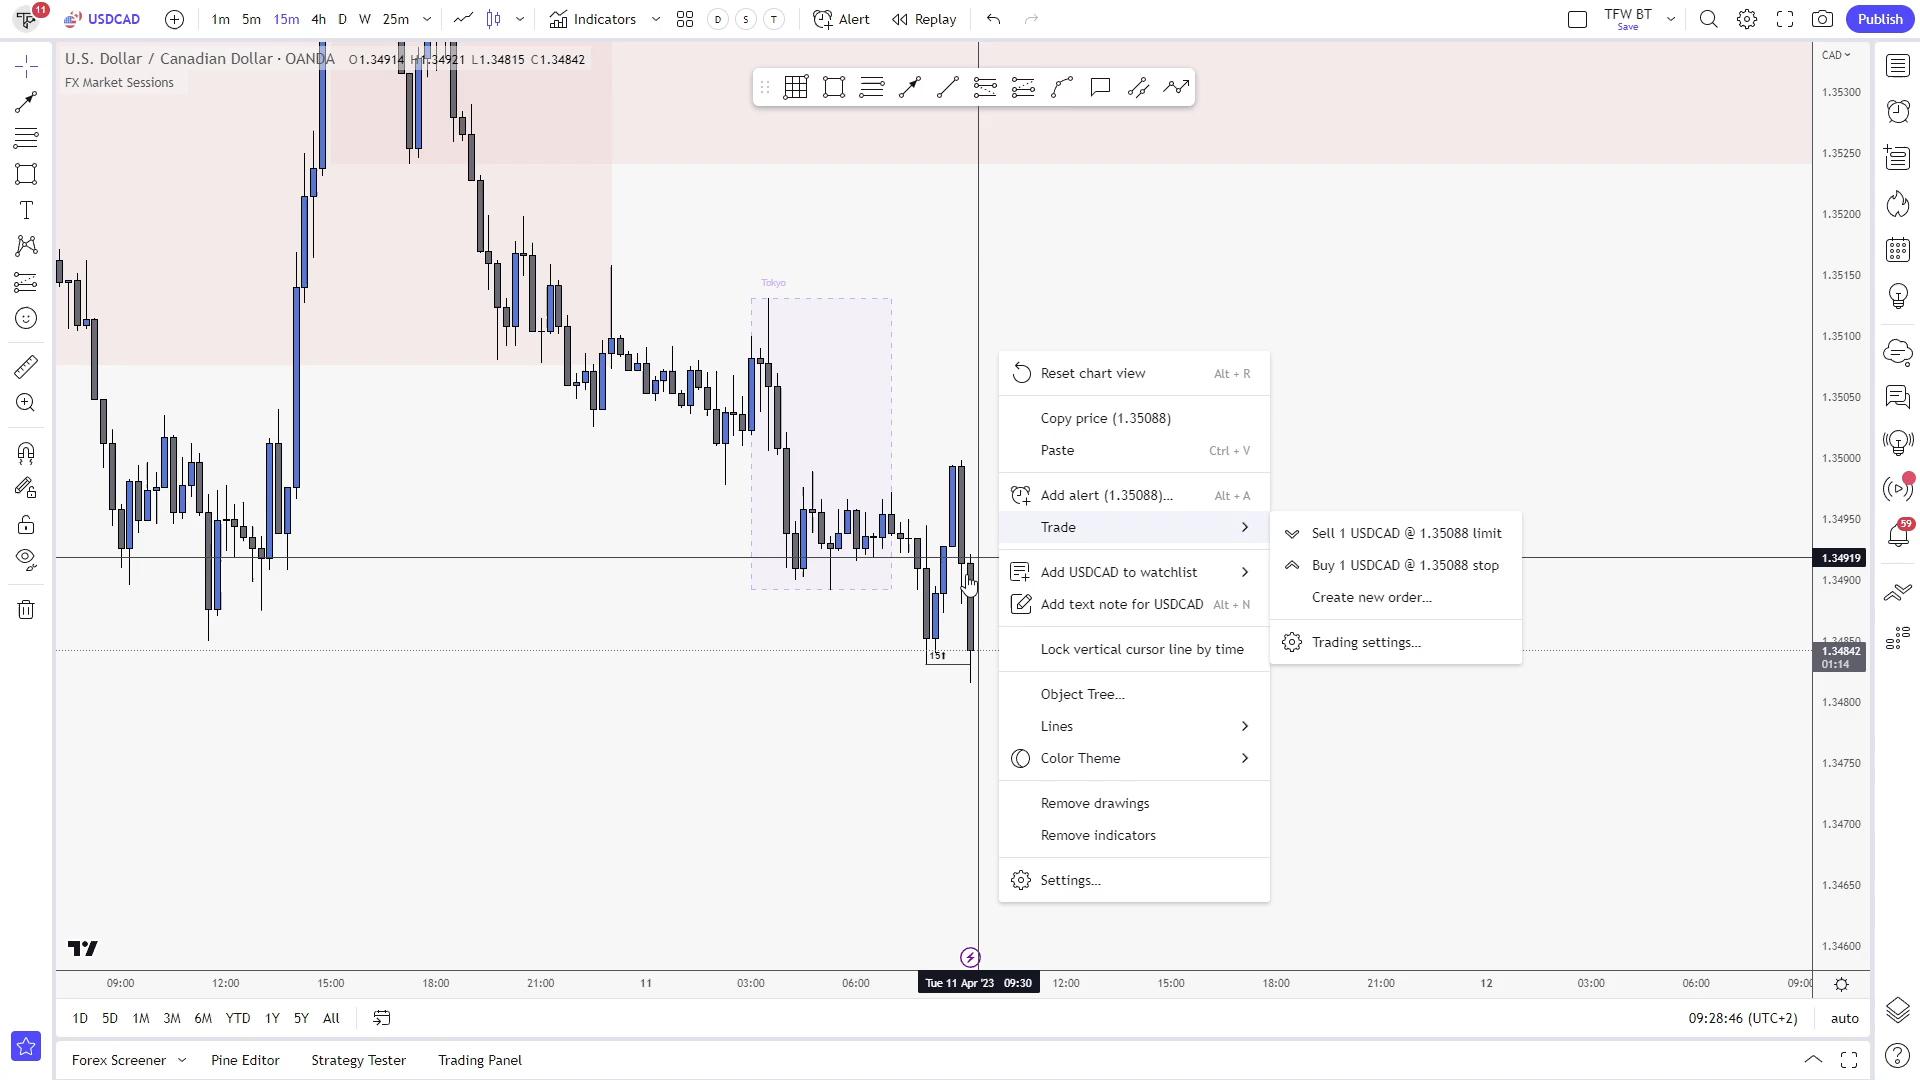 11
USDCAD
1m 5m 15m 4h D W 25m
Indicators
D S T
Alert
Replay
TFW BT
Save
Publish
U.S. Dollar / Canadian Dollar · OANDA O1.34914 H1.34921 L1.34815 C1.34842
FX Market Sessions
CAD
1.35300
1.35250
1.35200
1.35150
1.35100
1.35050
1.35000
1.34950
1.34919
1.34900
1.34850
1.34842
01:14
1.34800
1.34750
1.34700
1.34650
1.34600
Tokyo
Reset chart view Alt + R
Copy price (1.35088)
Paste Ctrl + V
Add alert (1.35088)... Alt + A
Trade
Add USDCAD to watchlist
Add text note for USDCAD Alt + N
Lock vertical cursor line by time
Object Tree...
Lines
Color Theme
Remove drawings
Remove indicators
Settings...
Sell 1 USDCAD @ 1.35088 limit
Buy 1 USDCAD @ 1.35088 stop
Create new order...
Trading settings...
59
09:00 12:00 15:00 18:00 21:00 11 03:00 06:00 Tue 11 Apr '23 09:30 12:00 15:00 18:00 21:00 12 03:00 06:00 09:00
1D 5D 1M 3M 6M YTD 1Y 5Y All
09:28:46 (UTC+2) auto
Forex Screener Pine Editor Strategy Tester Trading Panel